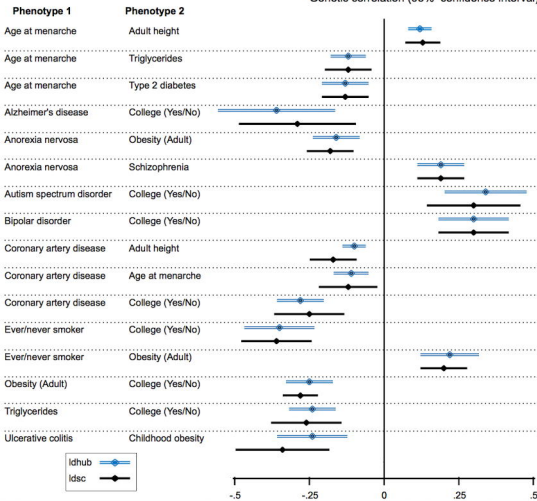 Genetic correlation (95% confidence interval)
Phenotype 1 Phenotype 2
Age at menarche Adult height
Age at menarche Triglycerides
Age at menarche Type 2 diabetes
Alzheimer's disease College (Yes/No)
Anorexia nervosa Obesity (Adult)
Anorexia nervosa Schizophrenia
Autism spectrum disorder College (Yes/No)
Bipolar disorder College (Yes/No)
Coronary artery disease Adult height
Coronary artery disease Age at menarche
Coronary artery disease College (Yes/No)
Ever/never smoker College (Yes/No)
Ever/never smoker Obesity (Adult)
Obesity (Adult) College (Yes/No)
Triglycerides College (Yes/No)
Ulcerative colitis Childhood obesity
ldhub
ldsc
-.5 -.25 0 .25 .5